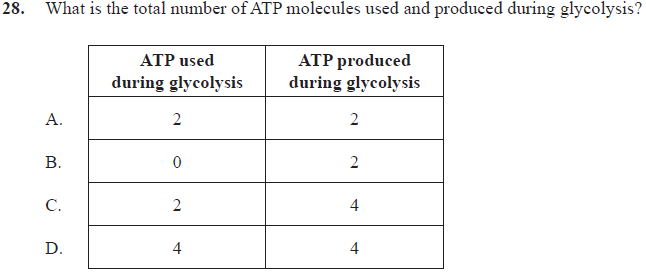 28. What is the total number of ATP molecules used and produced during glycolysis?
ATP used during glycolysis ATP produced during glycolysis
A. 2 2
B. 0 2
C. 2 4
D. 4 4